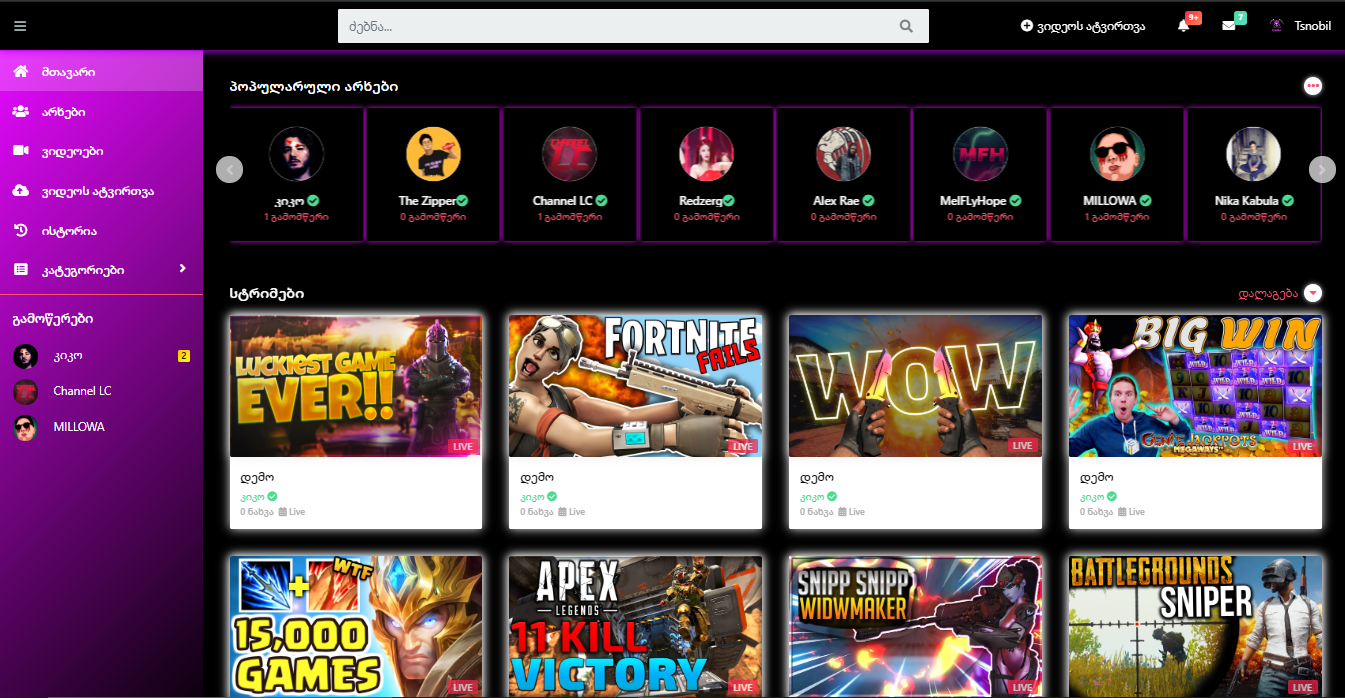 ძებნა...
ვიდეოს ატვირთვა
9+
7
Tsnobil
მთავარი
არხები
ვიდეოები
ვიდეოს ატვირთვა
ისტორია
კატეგორიები
გამოწერები
კიკო
2
Channel LC
MILLOWA
პოპულარული არხები
კიკო
1 გამომწერი
The Zipper
0 გამომწერი
Channel LC
1 გამომწერი
Redzerg
0 გამომწერი
Alex Rae
0 გამომწერი
MFH
MelFLyHope
0 გამომწერი
MILLOWA
1 გამომწერი
Nika Kabula
0 გამომწერი
სტრიმები
დალაგება
LUCKIEST GAME
EVER!!
LIVE
დემო
კიკო
0 ნახვა Live
FORTNITE
FAILS
LIVE
დემო
კიკო
0 ნახვა Live
WOW
LIVE
დემო
კიკო
0 ნახვა Live
BIG WIN
GENIE JACKPOTS
MEGAWAYS
LIVE
დემო
კიკო
0 ნახვა Live
WTF
+
15,000
GAMES
LIVE
APEX
LEGENDS
11 KILL
VICTORY
LIVE
SNIPP SNIPP
WIDWMAKER
LIVE
BATTLEGROUNDS
SNIPER
LIVE